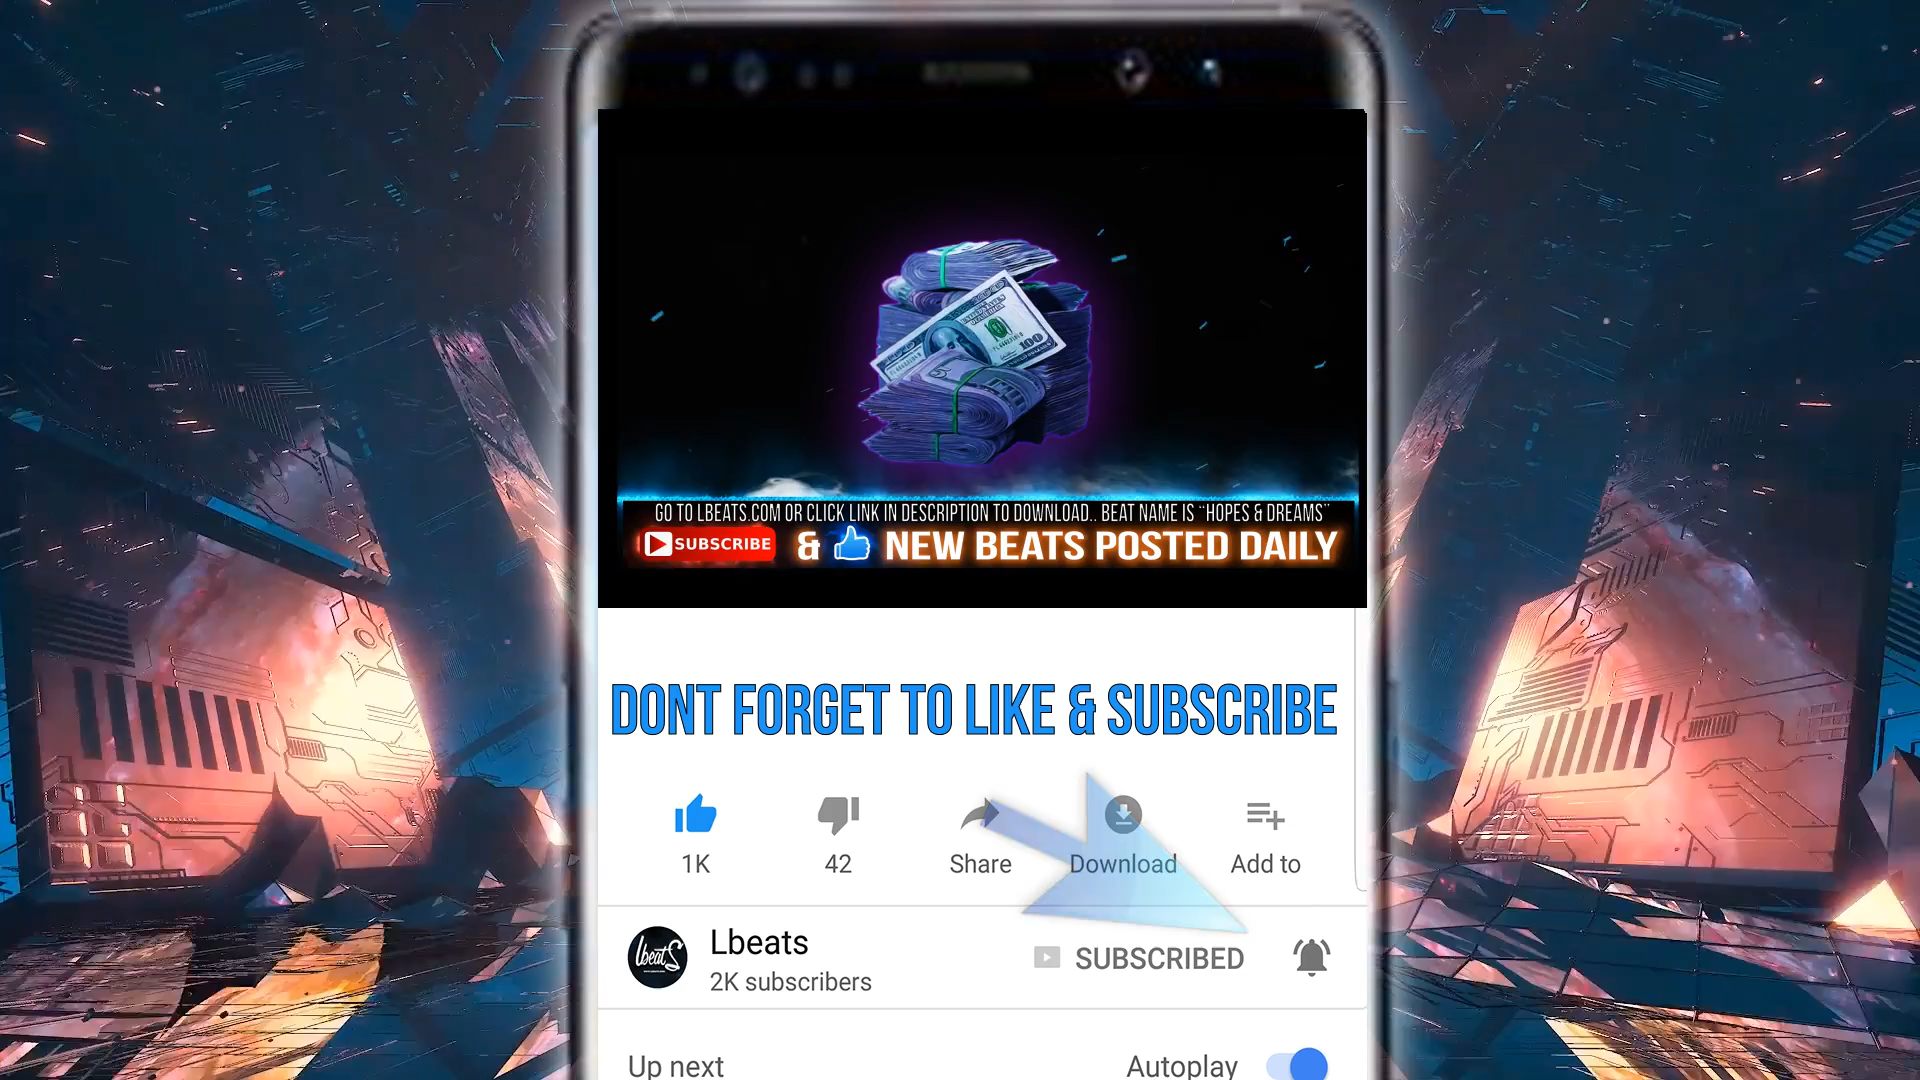 100
GO TO LBEATS.COM OR CLICK LINK IN DESCRIPTION TO DOWNLOAD.. BEAT NAME IS ¨HOPES & DREAMS¨
SUBSCRIBE & NEW BEATS POSTED DAILY
DONT FORGET TO LIKE & SUBSCRIBE
1K 42 Share Download Add to
LbeatS
Lbeats
2K subscribers
SUBSCRIBED
Up next Autoplay